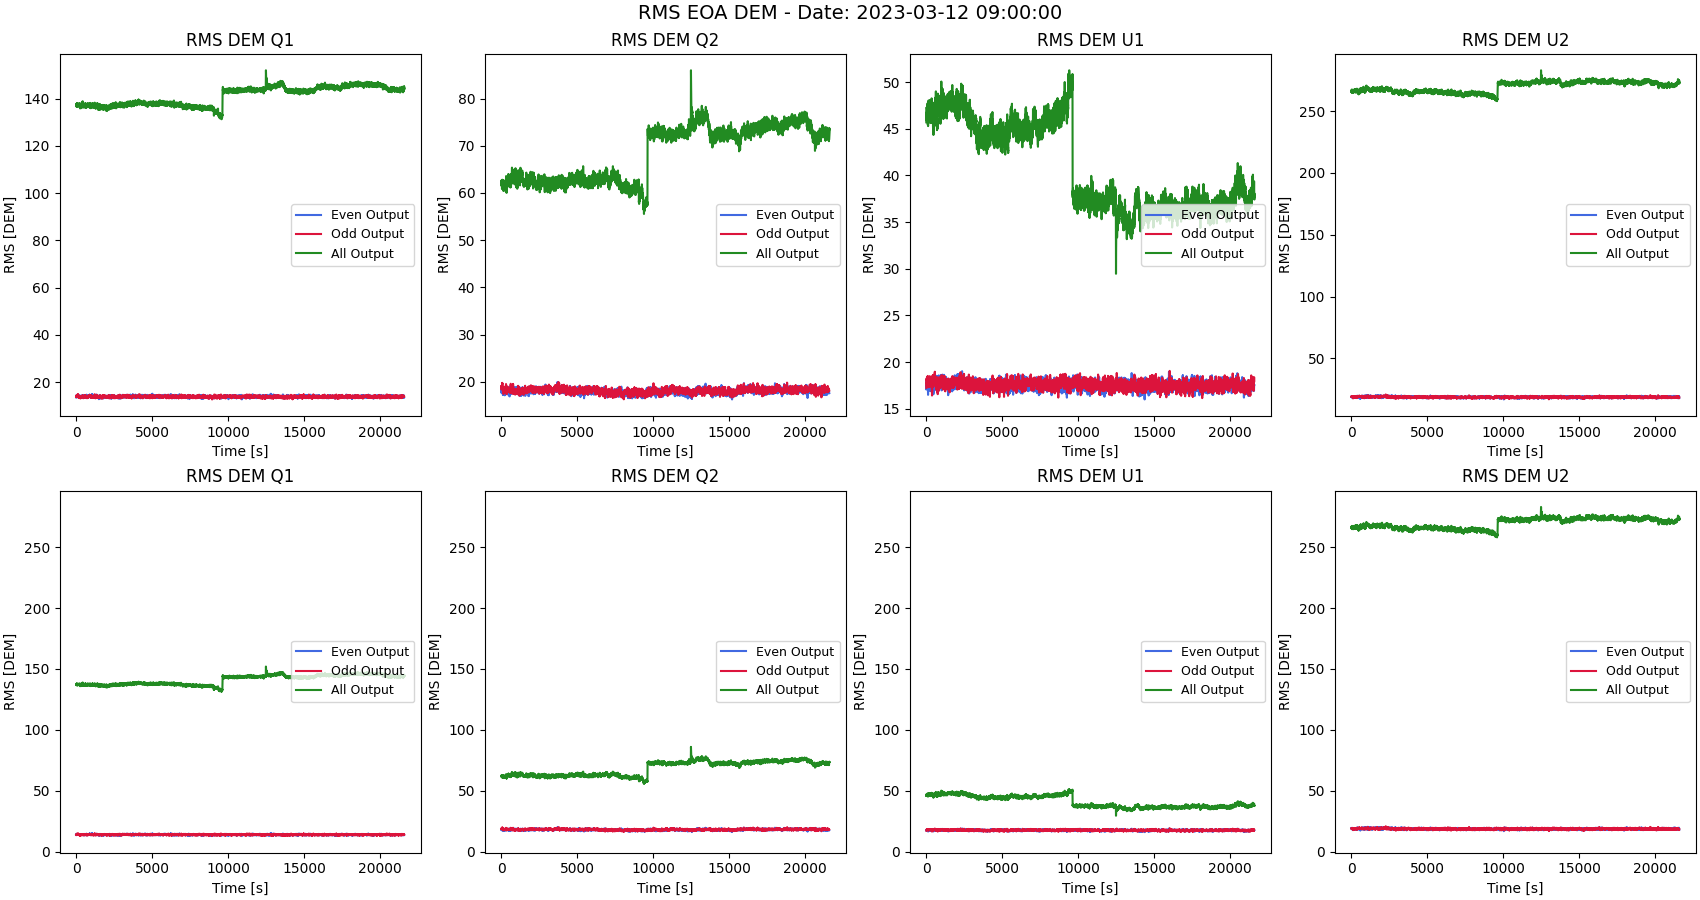 RMS EOA DEM - Date: 2023-03-12 09:00:00
RMS DEM Q1
RMS [DEM]
140
120
100
80
60
40
20
0
5000
10000
15000
20000
Time [s]
Even Output
Odd Output
All Output
RMS DEM Q2
RMS [DEM]
80
70
60
50
40
30
20
0
5000
10000
15000
20000
Time [s]
Even Output
Odd Output
All Output
RMS DEM U1
RMS [DEM]
50
45
40
35
30
25
20
15
0
5000
10000
15000
20000
Time [s]
Even Output
Odd Output
All Output
RMS DEM U2
RMS [DEM]
250
200
150
100
50
0
5000
10000
15000
20000
Time [s]
Even Output
Odd Output
All Output
RMS DEM Q1
RMS [DEM]
250
200
150
100
50
0
0
5000
10000
15000
20000
Time [s]
Even Output
Odd Output
All Output
RMS DEM Q2
RMS [DEM]
250
200
150
100
50
0
0
5000
10000
15000
20000
Time [s]
Even Output
Odd Output
All Output
RMS DEM U1
RMS [DEM]
250
200
150
100
50
0
0
5000
10000
15000
20000
Time [s]
Even Output
Odd Output
All Output
RMS DEM U2
RMS [DEM]
250
200
150
100
50
0
0
5000
10000
15000
20000
Time [s]
Even Output
Odd Output
All Output